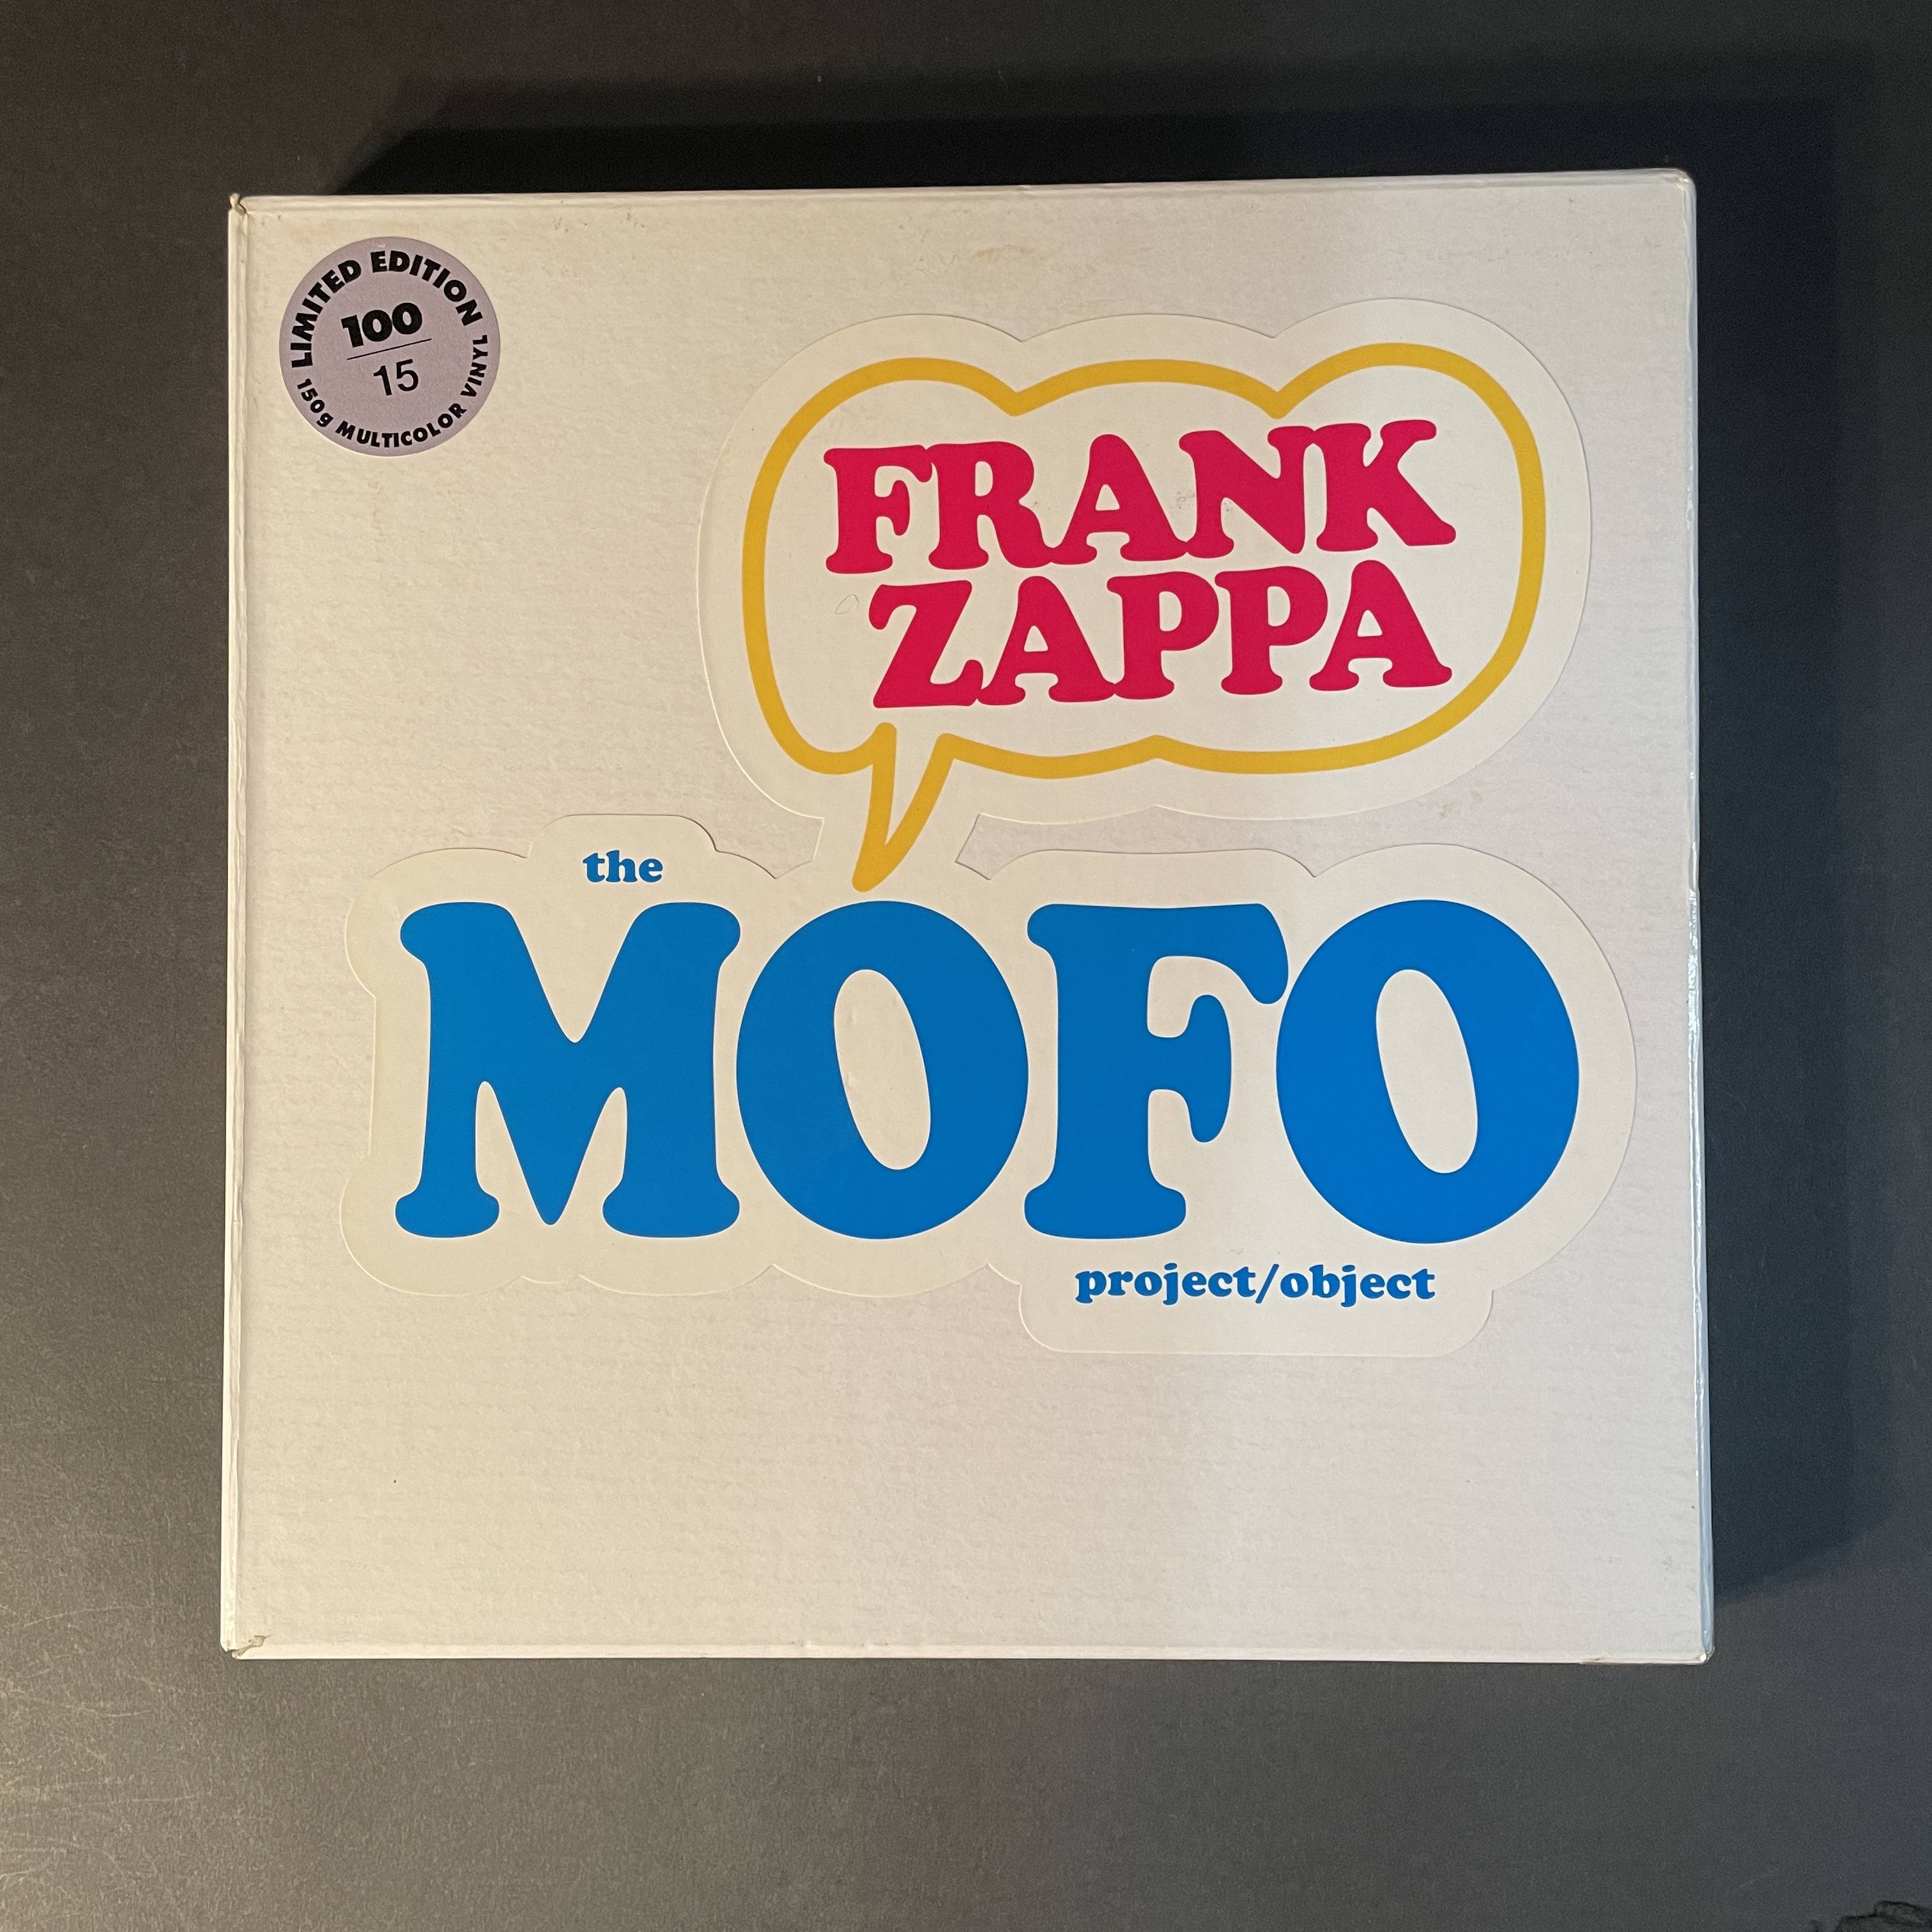 LIMITED EDITION
100
15
150g MULTICOLOR VINYL
FRANK
ZAPPA
the
MOFO
project/object